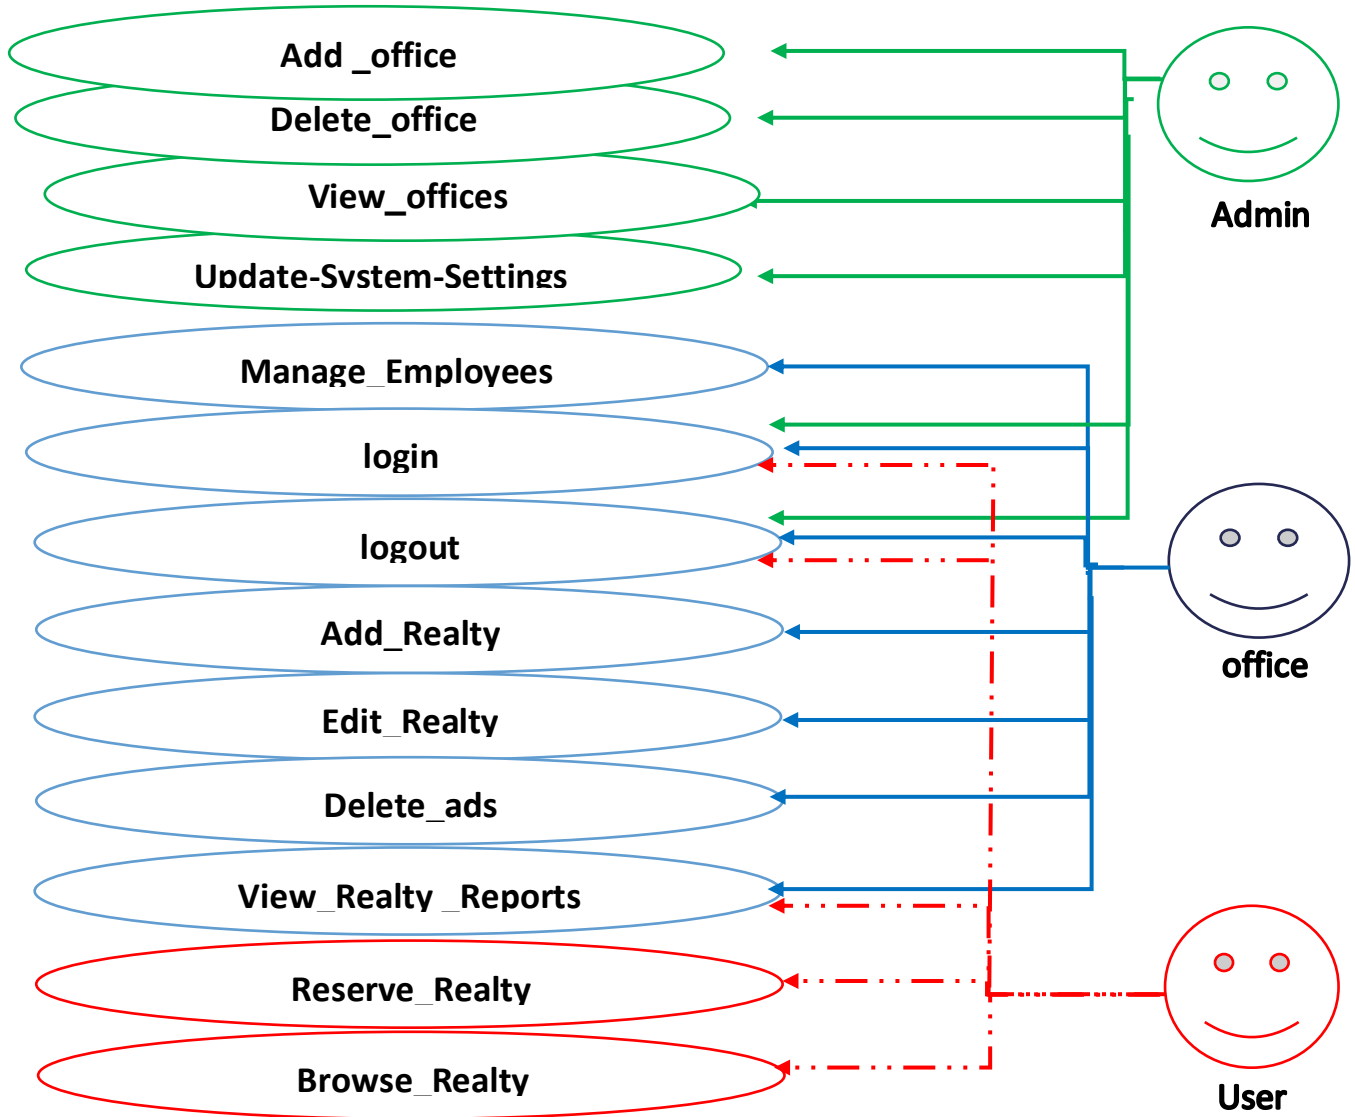 Add _office
Delete_office
View_offices
Admin
Update-System-Settings
Manage_Employees
login
logout
Add_Realty
office
Edit_Realty
Delete_ads
View_Realty _Reports
Reserve_Realty
Browse_Realty
User